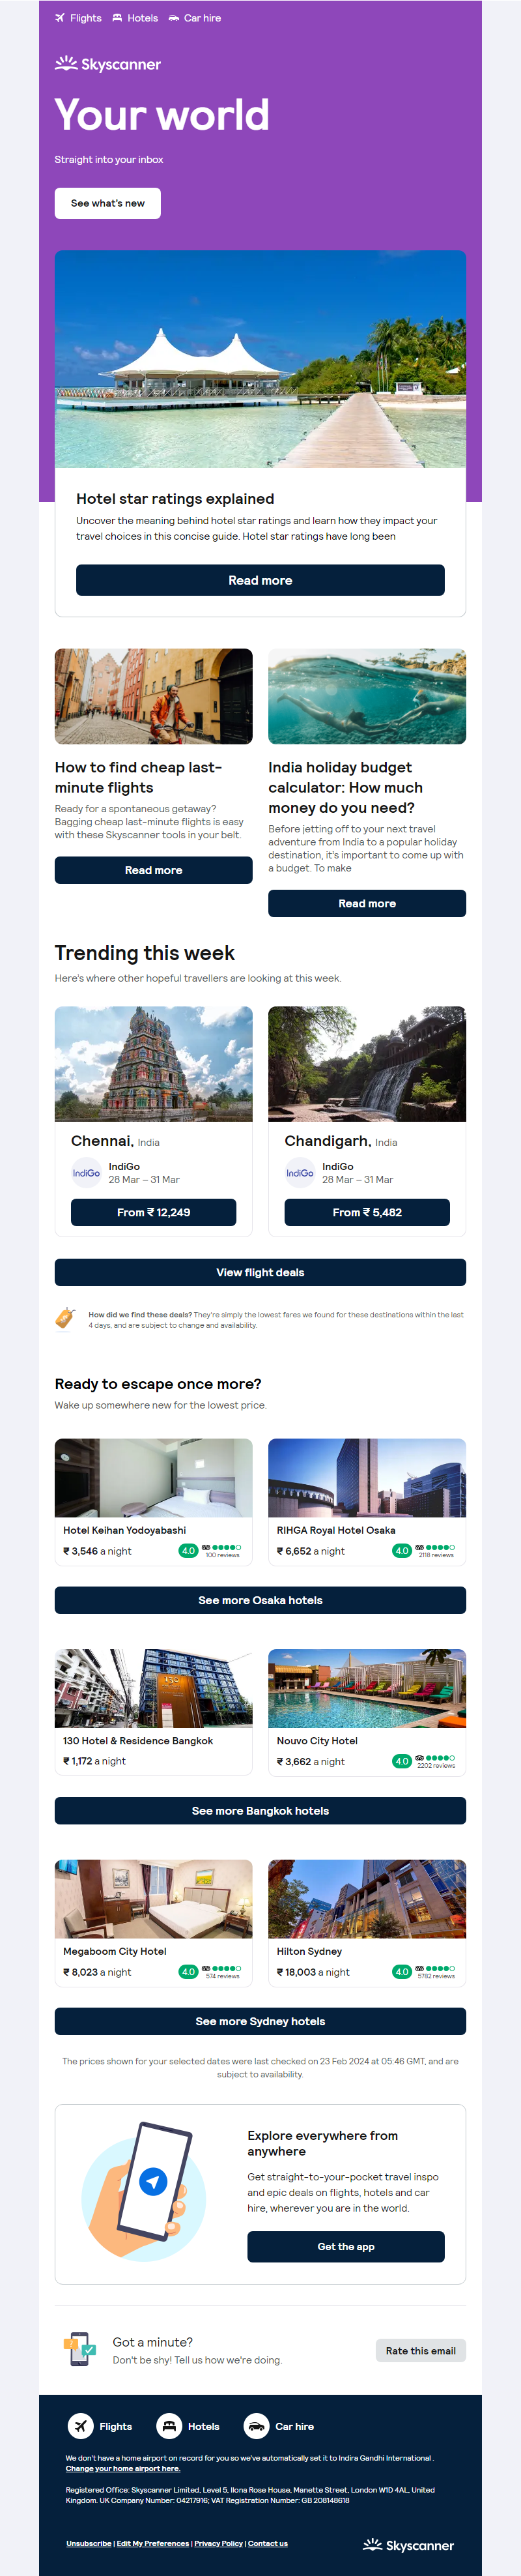 Flights Hotels Car hire
Skyscanner
Your world
Straight into your inbox
See what's new
Hotel star ratings explained
Uncover the meaning behind hotel star ratings and learn how they impact your
travel choices in this concise guide. Hotel star ratings have long been
Read more
How to find cheap last-
minute flights
Ready for a spontaneous getaway?
Bagging cheap last-minute flights is easy
with these Skyscanner tools in your belt.
Read more
India holiday budget
calculator: How much
money do you need?
Before jetting off to your next travel
adventure from India to a popular holiday
destination, it's important to come up with
a budget. To make
Read more
Trending this week
Here's where other hopeful travellers are looking at this week.
Chennai, India
IndiGo
IndiGo
28 Mar – 31 Mar
From ₹ 12,249
Chandigarh, India
IndiGo
IndiGo
28 Mar – 31 Mar
From ₹ 5,482
View flight deals
How did we find these deals? They're simply the lowest fares we found for these destinations within the last
4 days, and are subject to change and availability.
Ready to escape once more?
Wake up somewhere new for the lowest price.
Hotel Keihan Yodoyabashi
₹ 3,546 a night
4.0
100 reviews
RIHGA Royal Hotel Osaka
₹ 6,652 a night
4.0
2118 reviews
See more Osaka hotels
130 Hotel & Residence Bangkok
₹ 1,172 a night
Nouvo City Hotel
₹ 3,662 a night
4.0
2202 reviews
See more Bangkok hotels
Megaboom City Hotel
₹ 8,023 a night
4.0
574 reviews
Hilton Sydney
₹ 18,003 a night
4.0
5782 reviews
See more Sydney hotels
The prices shown for your selected dates were last checked on 23 Feb 2024 at 05:46 GMT, and are
subject to availability.
Explore everywhere from
anywhere
Get straight-to-your-pocket travel inspo
and epic deals on flights, hotels and car
hire, wherever you are in the world.
Get the app
Got a minute?
Don't be shy! Tell us how we're doing.
Rate this email
Flights Hotels Car hire
We don't have a home airport on record for you so we've automatically set it to Indira Gandhi International .
Change your home airport here.
Registered Office: Skyscanner Limited, Level 5, Ilona Rose House, Manette Street, London W1D 4AL, United
Kingdom. UK Company Number: 04217916; VAT Registration Number: GB 208148618
Unsubscribe | Edit My Preferences | Privacy Policy | Contact us
Skyscanner